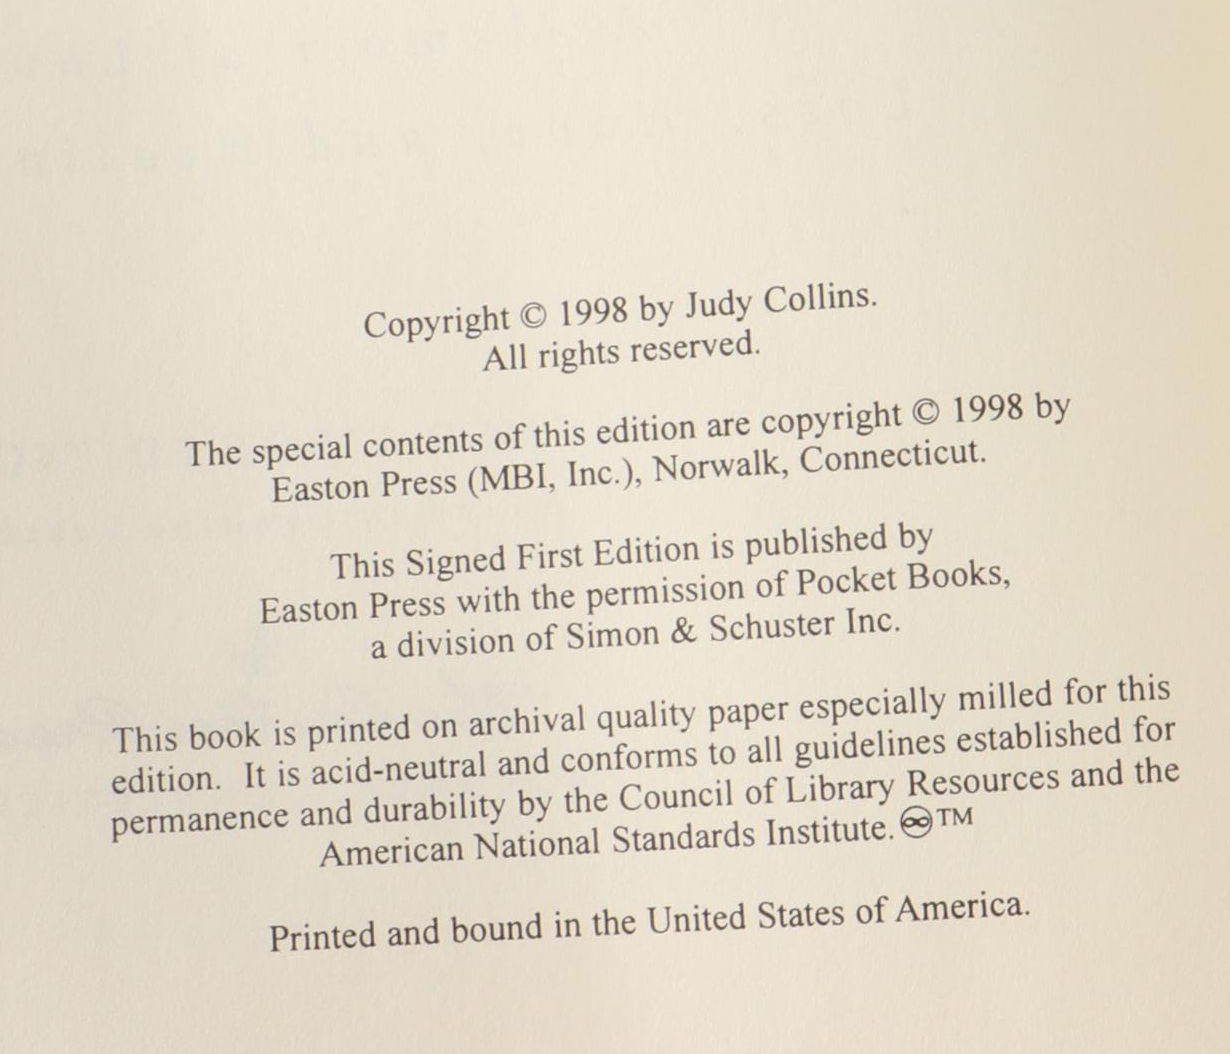 Copyright © 1998 by Judy Collins.
All rights reserved.
The special contents of this edition are copyright © 1998 by
Easton Press (MBI, Inc.), Norwalk, Connecticut.
This Signed First Edition is published by
Easton Press with the permission of Pocket Books,
a division of Simon & Schuster Inc.
This book is printed on archival quality paper especially milled for this
edition. It is acid-neutral and conforms to all guidelines established for
permanence and durability by the Council of Library Resources and the
American National Standards Institute. ♾™
Printed and bound in the United States of America.